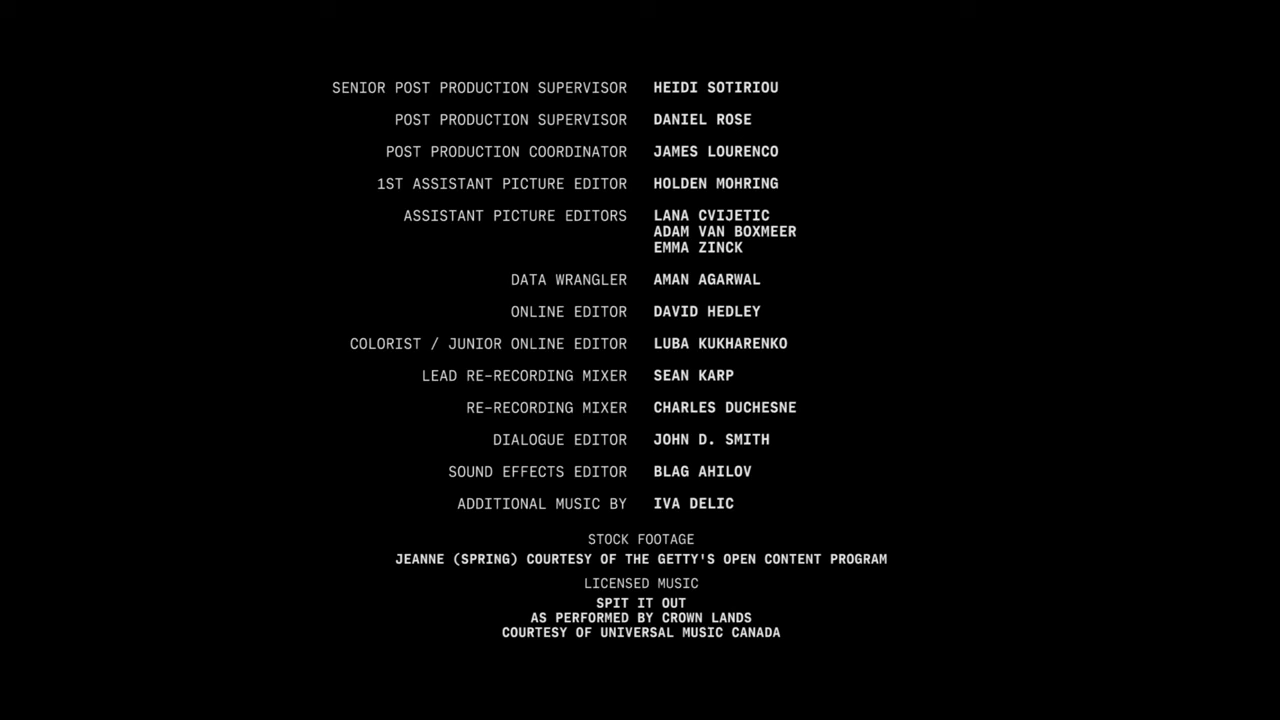 SENIOR POST PRODUCTION SUPERVISOR HEIDI SOTIRIOU
POST PRODUCTION SUPERVISOR DANIEL ROSE
POST PRODUCTION COORDINATOR JAMES LOURENCO
1ST ASSISTANT PICTURE EDITOR HOLDEN MOHRING
ASSISTANT PICTURE EDITORS LANA CVIJETIC
ADAM VAN BOXMEER
EMMA ZINCK
DATA WRANGLER AMAN AGARWAL
ONLINE EDITOR DAVID HEDLEY
COLORIST / JUNIOR ONLINE EDITOR LUBA KUKHARENKO
LEAD RE-RECORDING MIXER SEAN KARP
RE-RECORDING MIXER CHARLES DUCHESNE
DIALOGUE EDITOR JOHN D. SMITH
SOUND EFFECTS EDITOR BLAG AHILOV
ADDITIONAL MUSIC BY IVA DELIC
STOCK FOOTAGE
JEANNE (SPRING) COURTESY OF THE GETTY'S OPEN CONTENT PROGRAM
LICENSED MUSIC
SPIT IT OUT
AS PERFORMED BY CROWN LANDS
COURTESY OF UNIVERSAL MUSIC CANADA